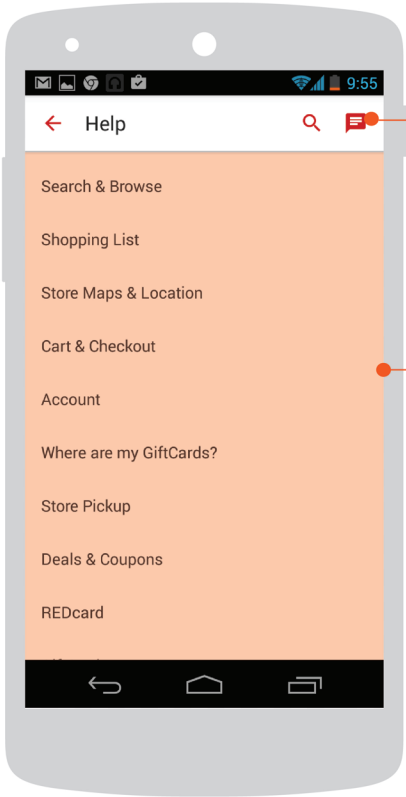 9:55
Help
Search & Browse
Shopping List
Store Maps & Location
Cart & Checkout
Account
Where are my GiftCards?
Store Pickup
Deals & Coupons
REDcard